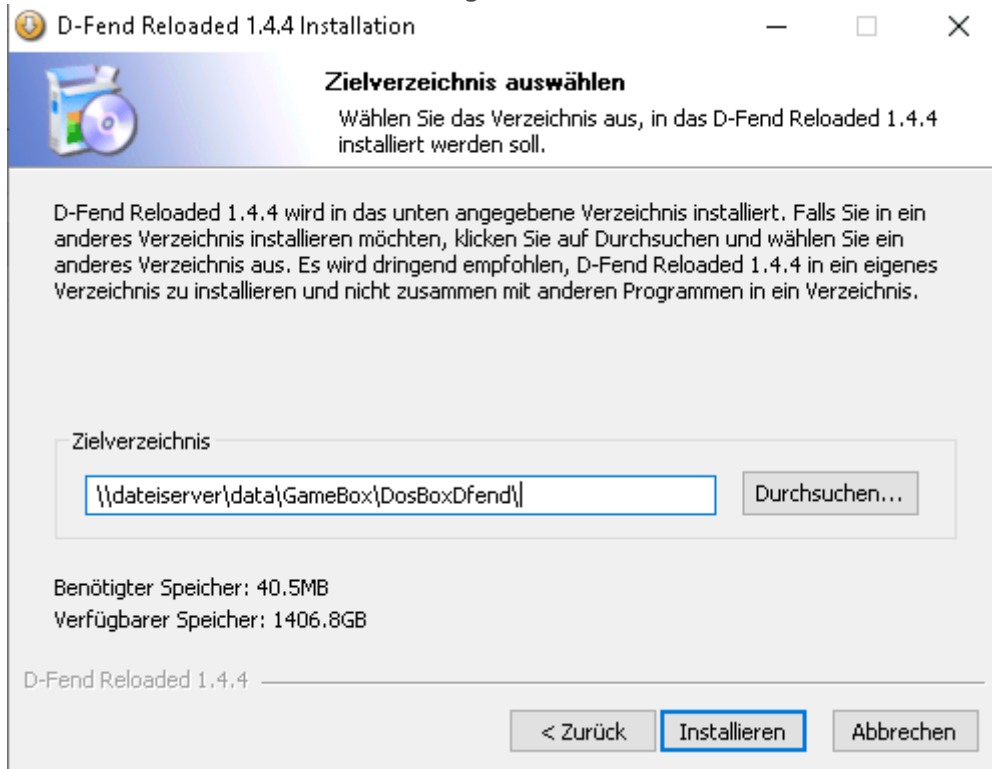 D-Fend Reloaded 1.4.4 Installation
Zielverzeichnis auswählen
Wählen Sie das Verzeichnis aus, in das D-Fend Reloaded 1.4.4
installiert werden soll.
D-Fend Reloaded 1.4.4 wird in das unten angegebene Verzeichnis installiert. Falls Sie in ein
anderes Verzeichnis installieren möchten, klicken Sie auf Durchsuchen und wählen Sie ein
anderes Verzeichnis aus. Es wird dringend empfohlen, D-Fend Reloaded 1.4.4 in ein eigenes
Verzeichnis zu installieren und nicht zusammen mit anderen Programmen in ein Verzeichnis.
Zielverzeichnis
\\dateiserver\data\GameBox\DosBoxDfend\
Durchsuchen...
Benötigter Speicher: 40.5MB
Verfügbarer Speicher: 1406.8GB
D-Fend Reloaded 1.4.4
< Zurück
Installieren
Abbrechen